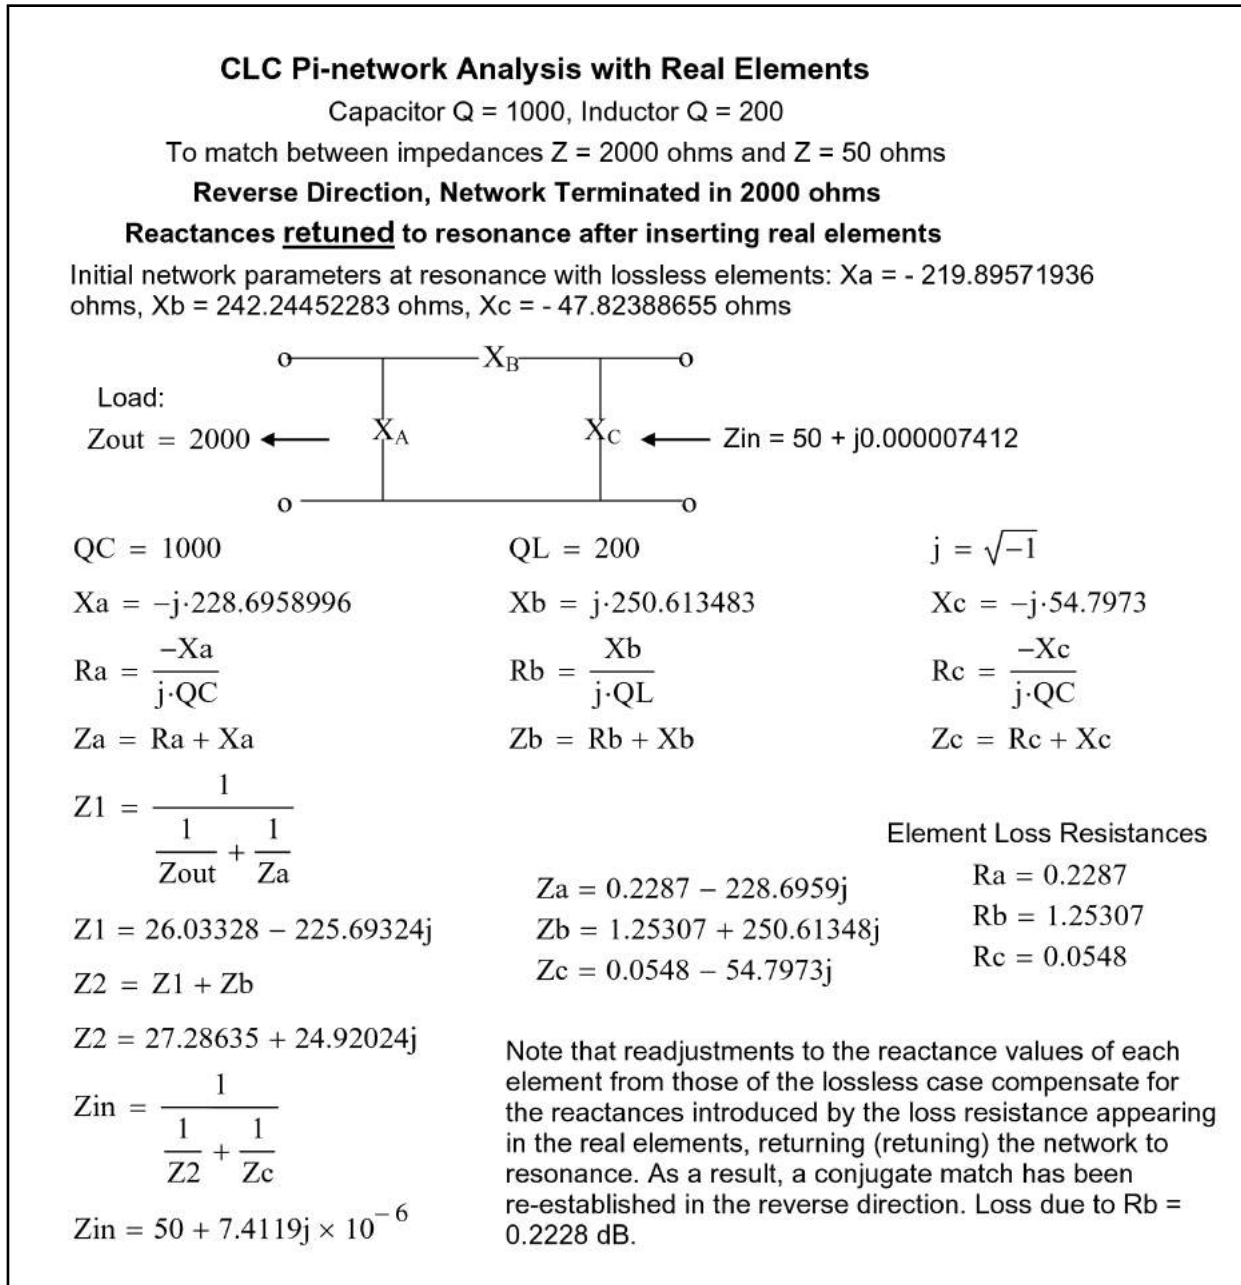 CLC Pi-network Analysis with Real Elements
Capacitor Q = 1000, Inductor Q = 200
To match between impedances Z = 2000 ohms and Z = 50 ohms
Reverse Direction, Network Terminated in 2000 ohms
Reactances retuned to resonance after inserting real elements
Initial network parameters at resonance with lossless elements: Xa = - 219.89571936
ohms, Xb = 242.24452283 ohms, Xc = - 47.82388655 ohms
o X_B o
Load:
Zout = 2000 X_A X_C Zin = 50 + j0.000007412
o o
QC = 1000 QL = 200 j = √−1
Xa = −j·228.6958996 Xb = j·250.613483 Xc = −j·54.7973
Ra = −Xa / j·QC Rb = Xb / j·QL Rc = −Xc / j·QC
Za = Ra + Xa Zb = Rb + Xb Zc = Rc + Xc
Z1 = 1 / (1/Zout + 1/Za)
Element Loss Resistances
Za = 0.2287 − 228.6959j Ra = 0.2287
Z1 = 26.03328 − 225.69324j Zb = 1.25307 + 250.61348j Rb = 1.25307
Zc = 0.0548 − 54.7973j Rc = 0.0548
Z2 = Z1 + Zb
Z2 = 27.28635 + 24.92024j
Zin = 1 / (1/Z2 + 1/Zc)
Zin = 50 + 7.4119j × 10^−6
Note that readjustments to the reactance values of each
element from those of the lossless case compensate for
the reactances introduced by the loss resistance appearing
in the real elements, returning (retuning) the network to
resonance. As a result, a conjugate match has been
re-established in the reverse direction. Loss due to Rb =
0.2228 dB.